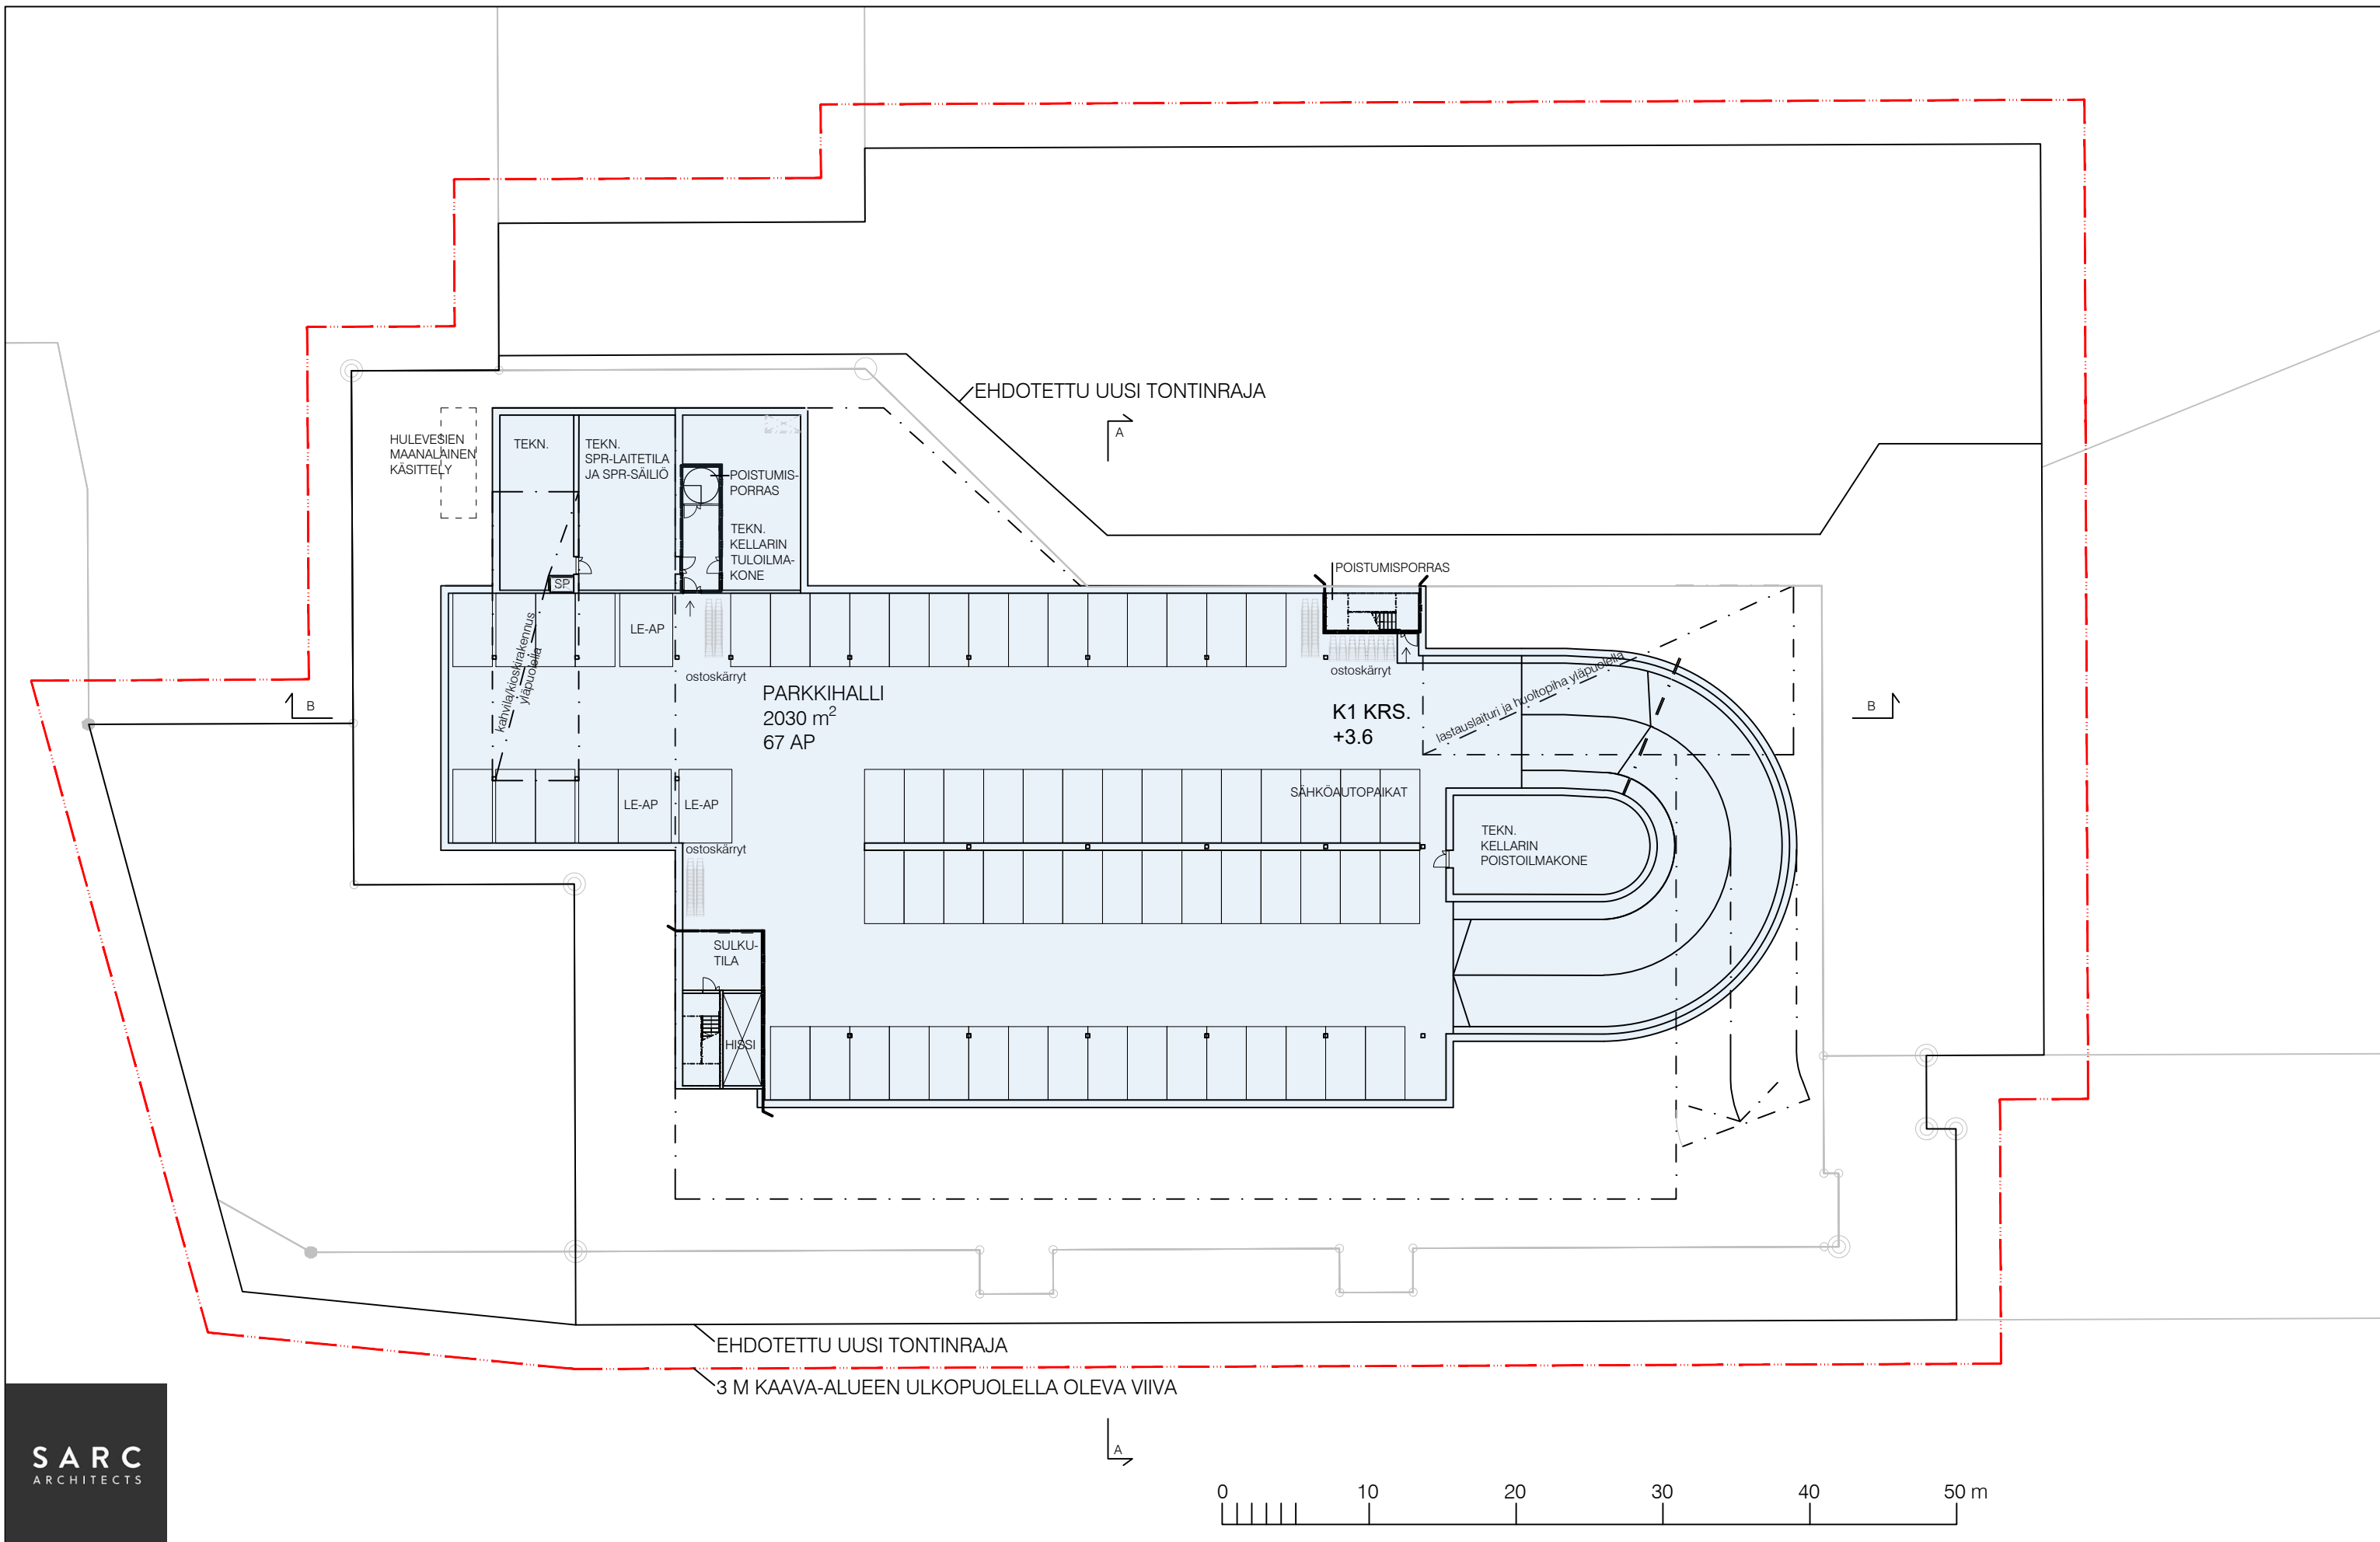 EHDOTETTU UUSI TONTINRAJA
A
HULEVESIEN
MAANALAINEN
KÄSITTELY
TEKN.
TEKN.
SPR-LAITETILA
JA SPR-SÄILIÖ
POISTUMIS-
PORRAS
TEKN.
KELLARIN
TULOILMA-
KONE
SP
POISTUMISPORRAS
LE-AP
kahvila/kioskirakennus
yläpuolella
ostoskärryt
ostoskärryt
lastauslaituri ja huoltopiha yläpuolella
PARKKIHALLI
2030 m²
67 AP
K1 KRS.
+3.6
B
B
LE-AP
LE-AP
SÄHKÖAUTOPAIKAT
TEKN.
KELLARIN
POISTOILMAKONE
ostoskärryt
SULKU-
TILA
HISSI
EHDOTETTU UUSI TONTINRAJA
3 M KAAVA-ALUEEN ULKOPUOLELLA OLEVA VIIVA
A
SARC
ARCHITECTS
0 10 20 30 40 50 m